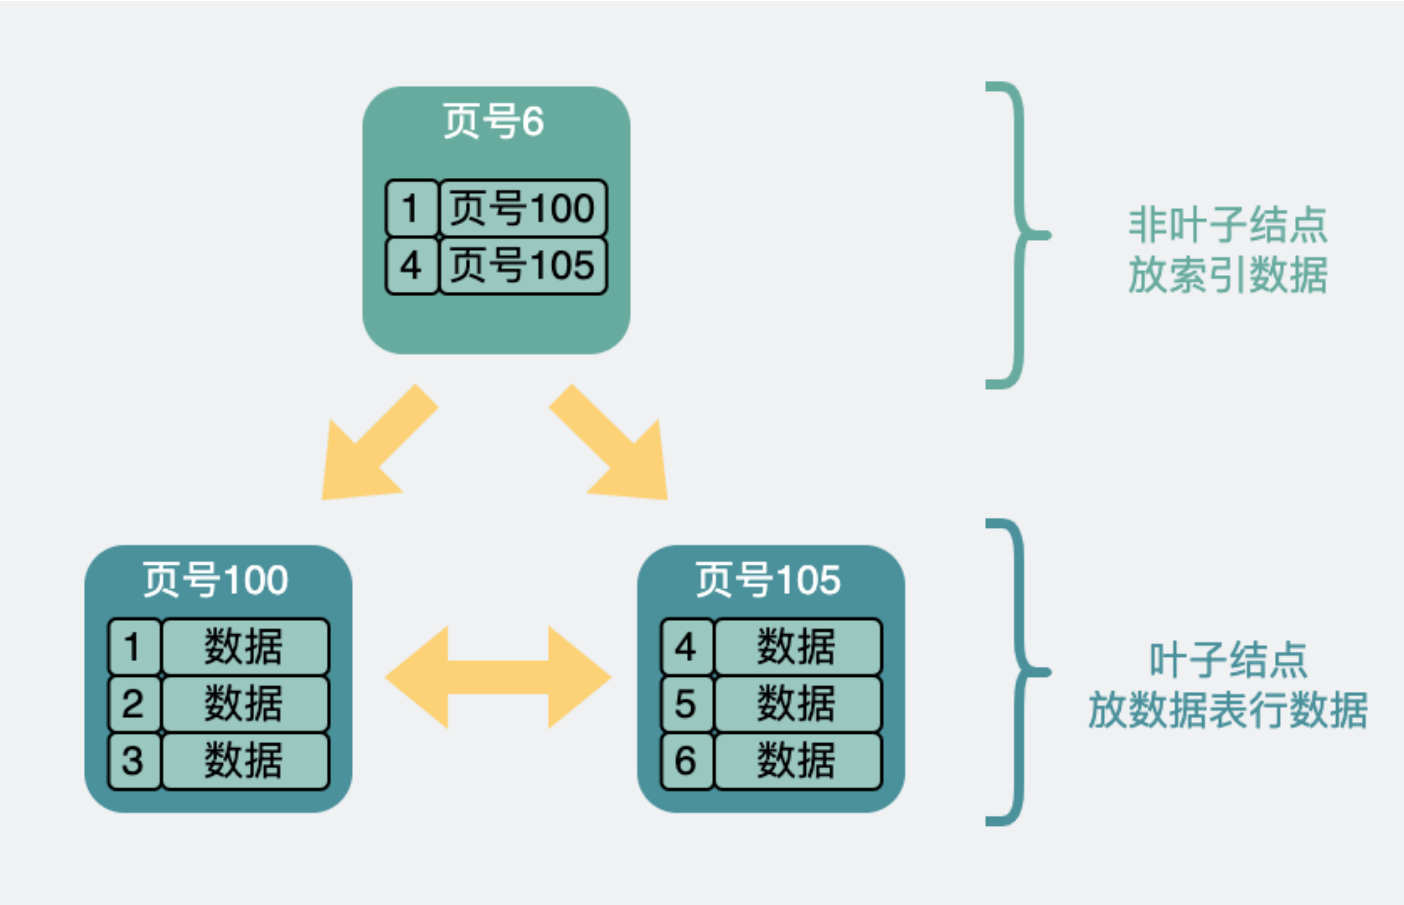 页号6
1 页号100
4 页号105
非叶子结点
放索引数据
页号100
1 数据
2 数据
3 数据
页号105
4 数据
5 数据
6 数据
叶子结点
放数据表行数据